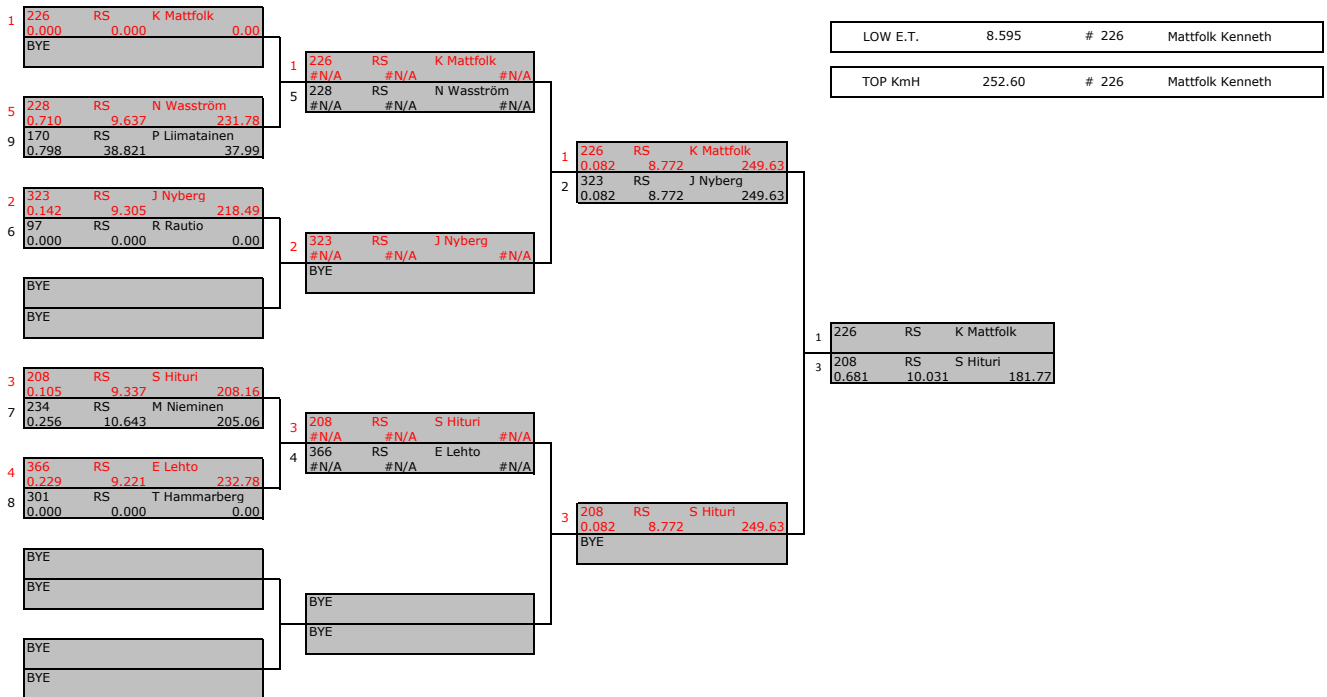 1 226 RS K Mattfolk
0.000 0.000 0.00
BYE
5 228 RS N Wasström
0.710 9.637 231.78
9 170 RS P Liimatainen
0.798 38.821 37.99
2 323 RS J Nyberg
0.142 9.305 218.49
6 97 RS R Rautio
0.000 0.000 0.00
BYE
BYE
3 208 RS S Hituri
0.105 9.337 208.16
7 234 RS M Nieminen
0.256 10.643 205.06
4 366 RS E Lehto
0.229 9.221 232.78
8 301 RS T Hammarberg
0.000 0.000 0.00
BYE
BYE
BYE
BYE
1 226 RS K Mattfolk
#N/A #N/A #N/A
5 228 RS N Wasström
#N/A #N/A #N/A
2 323 RS J Nyberg
#N/A #N/A #N/A
BYE
3 208 RS S Hituri
#N/A #N/A #N/A
4 366 RS E Lehto
#N/A #N/A #N/A
BYE
BYE
1 226 RS K Mattfolk
0.082 8.772 249.63
2 323 RS J Nyberg
0.082 8.772 249.63
3 208 RS S Hituri
0.082 8.772 249.63
BYE
LOW E.T. 8.595 # 226 Mattfolk Kenneth
TOP KmH 252.60 # 226 Mattfolk Kenneth
1 226 RS K Mattfolk
3 208 RS S Hituri
0.681 10.031 181.77